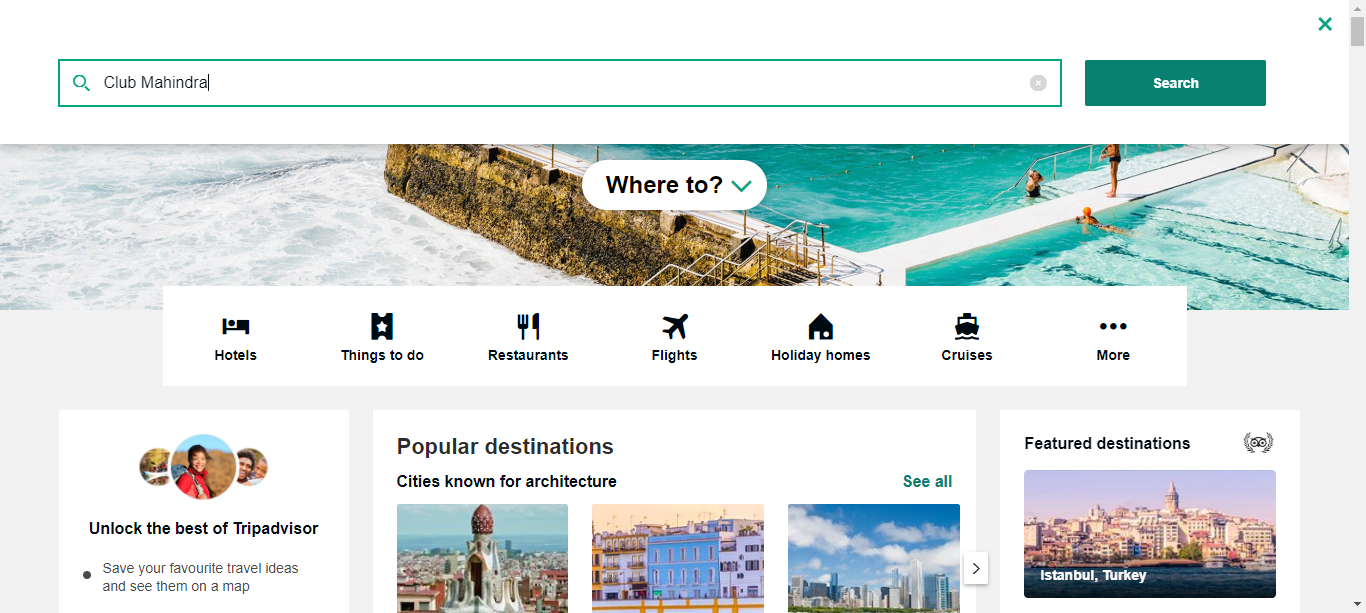 Club Mahindra
Search
Where to?
Hotels
Things to do
Restaurants
Flights
Holiday homes
Cruises
More
Unlock the best of Tripadvisor
Save your favourite travel ideas
and see them on a map
Popular destinations
Cities known for architecture
See all
Featured destinations
Istanbul, Turkey